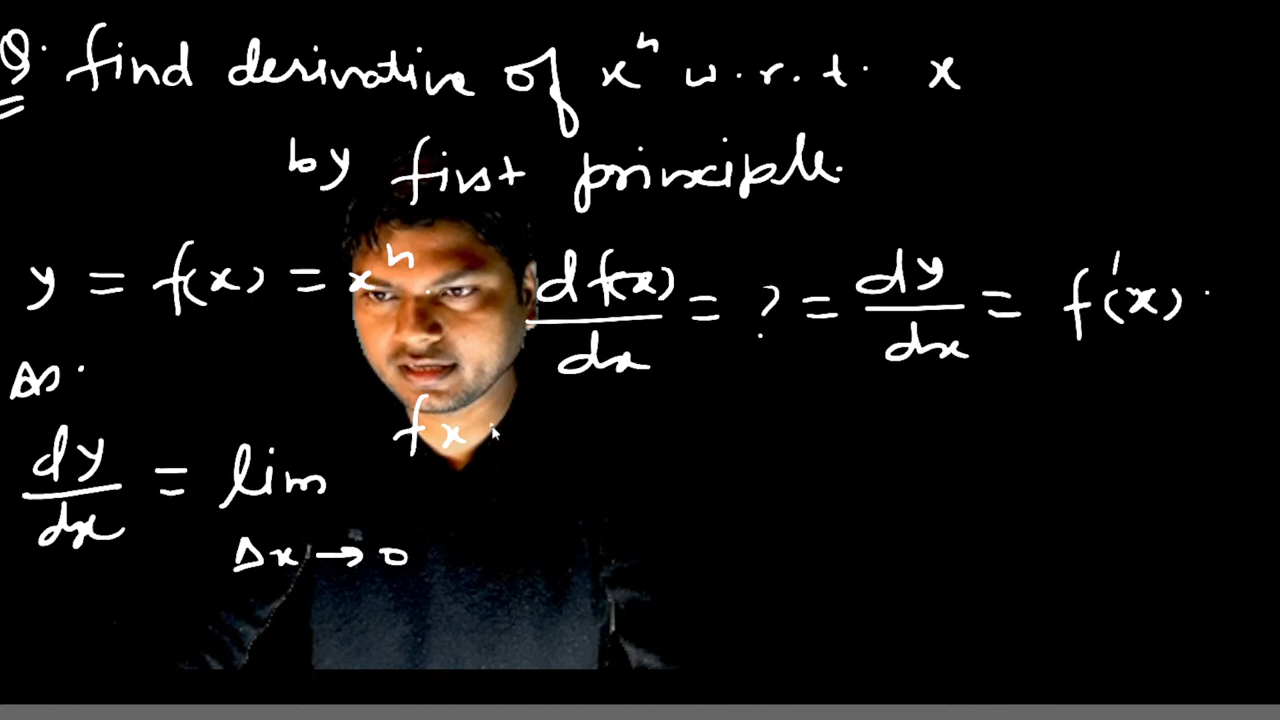 Q. find derivative of xⁿ w.r.t. x
by first principle.
y = f(x) = xⁿ. d f(x)/dx = ? = dy/dx = f'(x).
As.
dy/dx = lim f x
Δx → 0